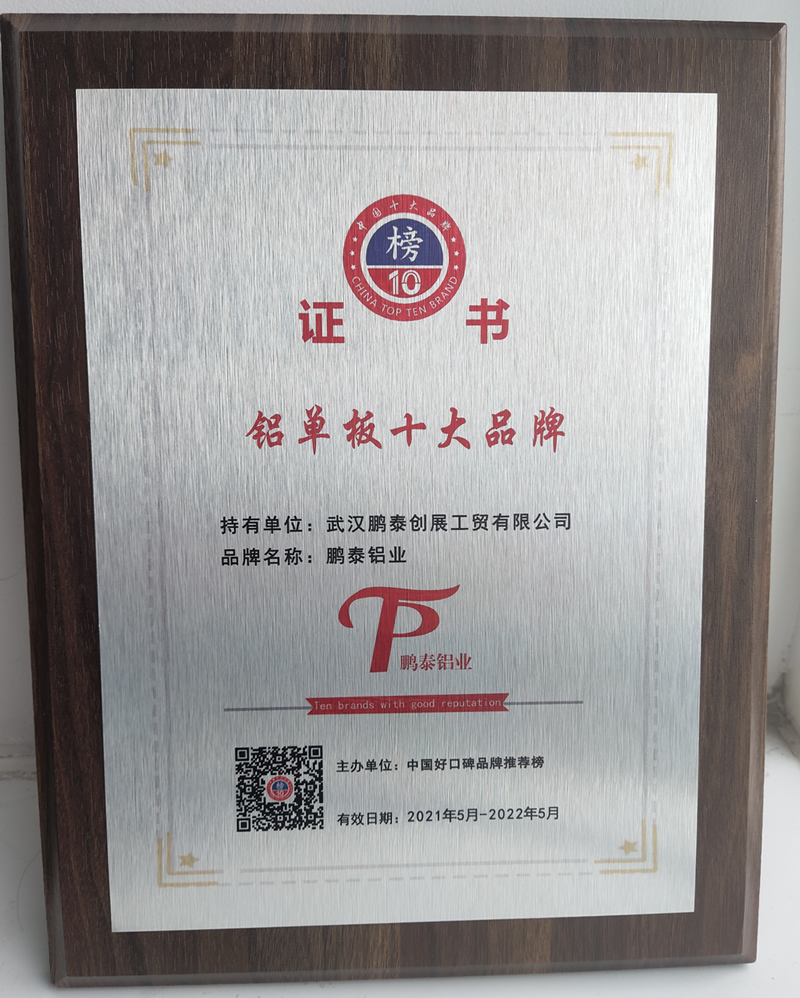 中国十大品牌
榜
10
CHINA TOP TEN BRAND
证 书
铝单板十大品牌
持有单位：武汉鹏泰创展工贸有限公司
品牌名称：鹏泰铝业
TP
鹏泰铝业
Ten brands with good reputation
主办单位：中国好口碑品牌推荐榜
有效日期：2021年5月-2022年5月